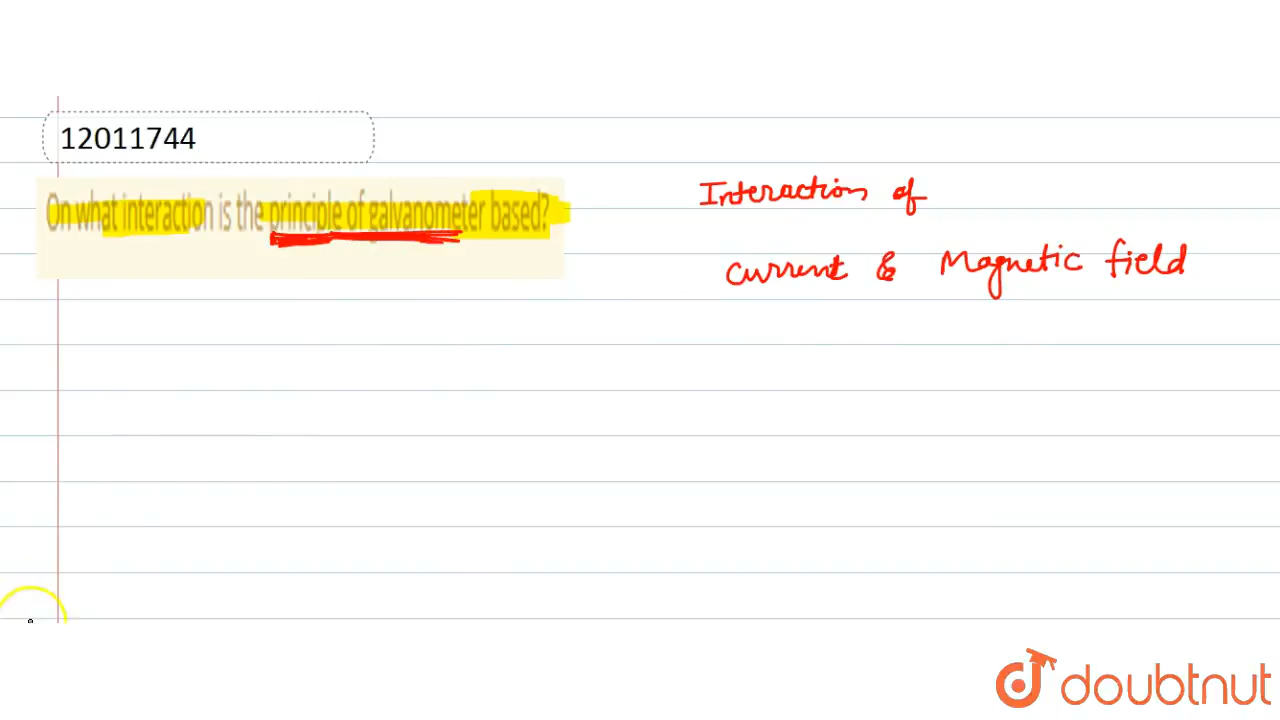 12011744
On what interaction is the principle of galvanometer based?
Interaction of
current & Magnetic field
doubtnut